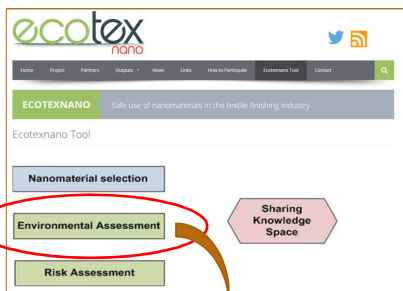 ecotex
nano
Home Project Partners Outputs News Links How to Participate Ecotexnano Tool Contact
ECOTEXNANO Safe use of nanomaterials in the textile finishing industry.
Ecotexnano Tool
Nanomaterial selection
Environmental Assessment
Sharing
Knowledge
Space
Risk Assessment